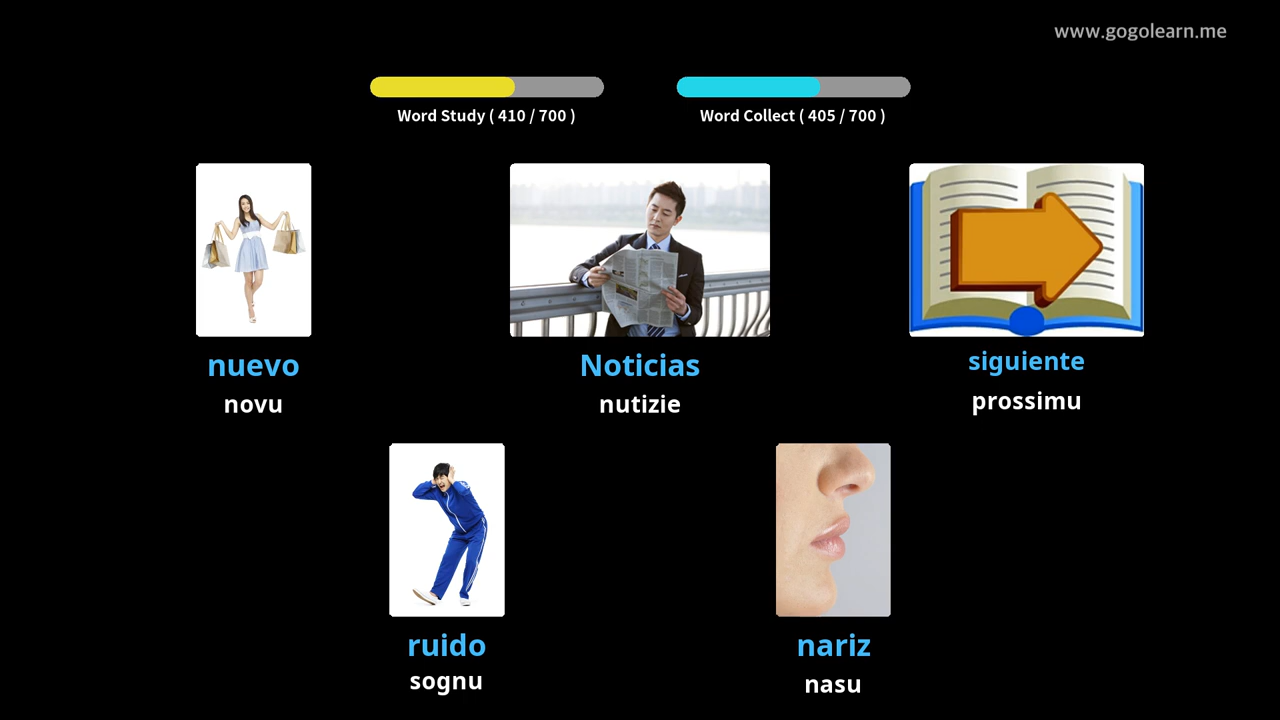 www.gogolearn.me
Word Study ( 410 / 700 )
Word Collect ( 405 / 700 )
nuevo
novu
Noticias
nutizie
siguiente
prossimu
ruido
sognu
nariz
nasu